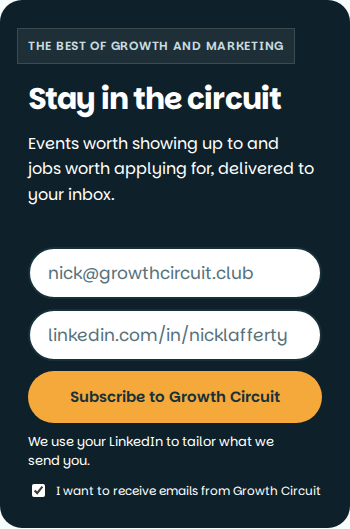 THE BEST OF GROWTH AND MARKETING
Stay in the circuit
Events worth showing up to and
jobs worth applying for, delivered to
your inbox.
nick@growthcircuit.club
linkedin.com/in/nicklafferty
Subscribe to Growth Circuit
We use your LinkedIn to tailor what we
send you.
I want to receive emails from Growth Circuit